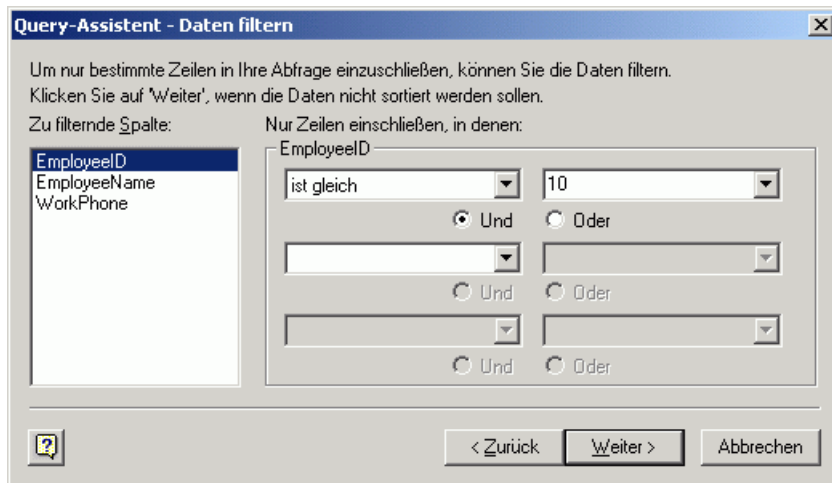 Query-Assistent - Daten filtern
Um nur bestimmte Zeilen in Ihre Abfrage einzuschließen, können Sie die Daten filtern.
Klicken Sie auf 'Weiter', wenn die Daten nicht sortiert werden sollen.
Zu filternde Spalte: Nur Zeilen einschließen, in denen:
EmployeeID
EmployeeName
WorkPhone
EmployeeID
ist gleich 10
Und Oder
Und Oder
Und Oder
? < Zurück Weiter > Abbrechen